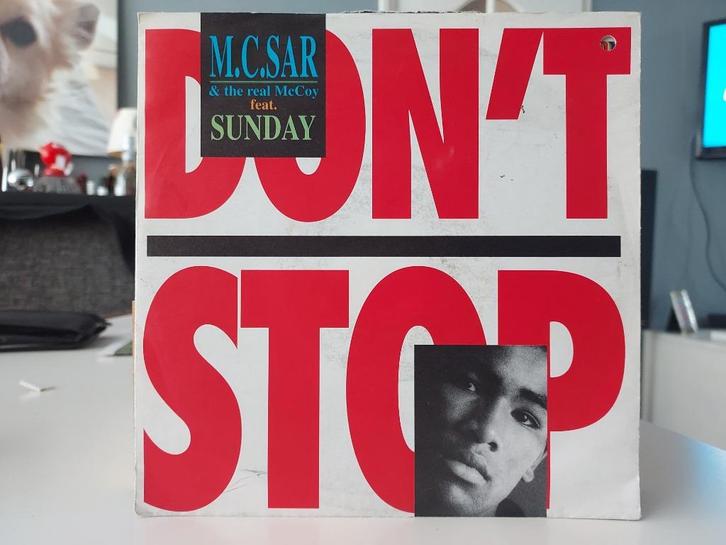 M.C.SAR
& the real McCoy
feat.
SUNDAY
DON'T
STOP